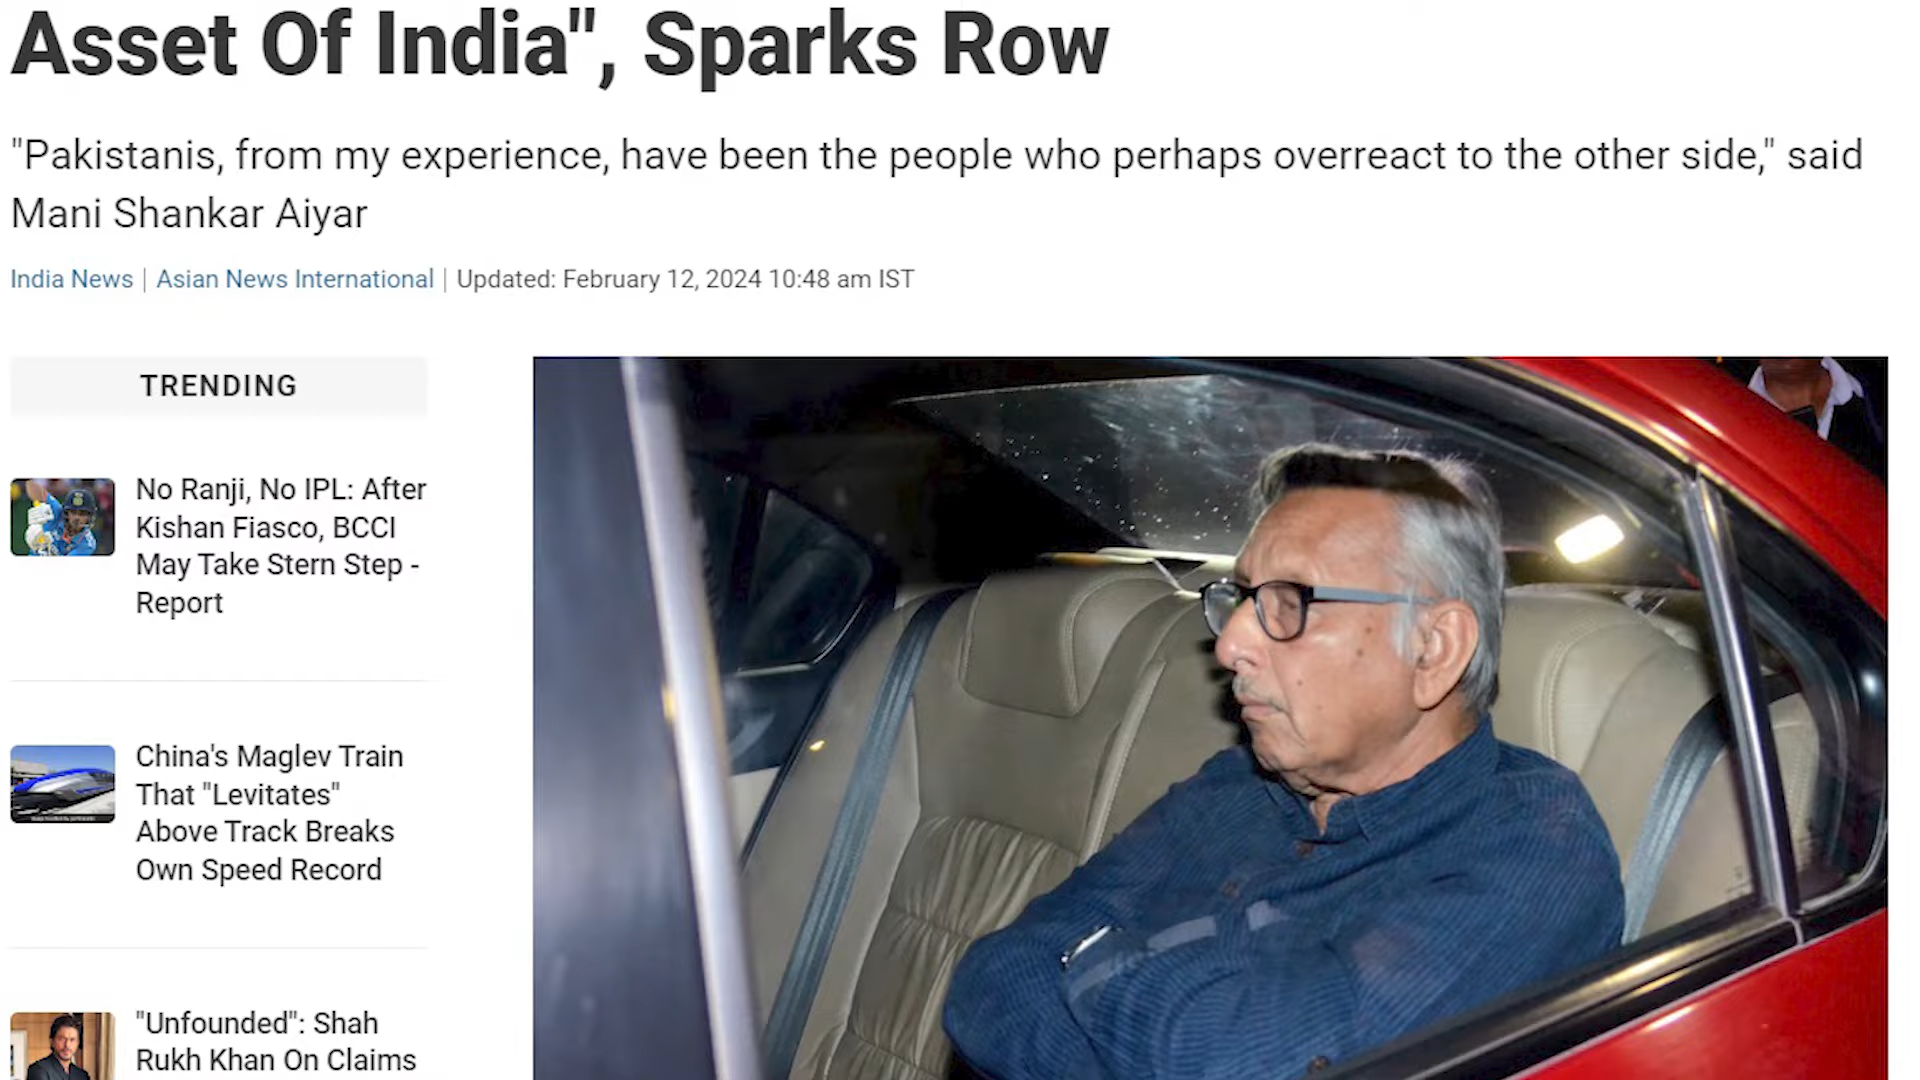 Asset Of India", Sparks Row
"Pakistanis, from my experience, have been the people who perhaps overreact to the other side," said
Mani Shankar Aiyar
India News | Asian News International | Updated: February 12, 2024 10:48 am IST
TRENDING
No Ranji, No IPL: After
Kishan Fiasco, BCCI
May Take Stern Step -
Report
China's Maglev Train
That "Levitates"
Above Track Breaks
Own Speed Record
"Unfounded": Shah
Rukh Khan On Claims